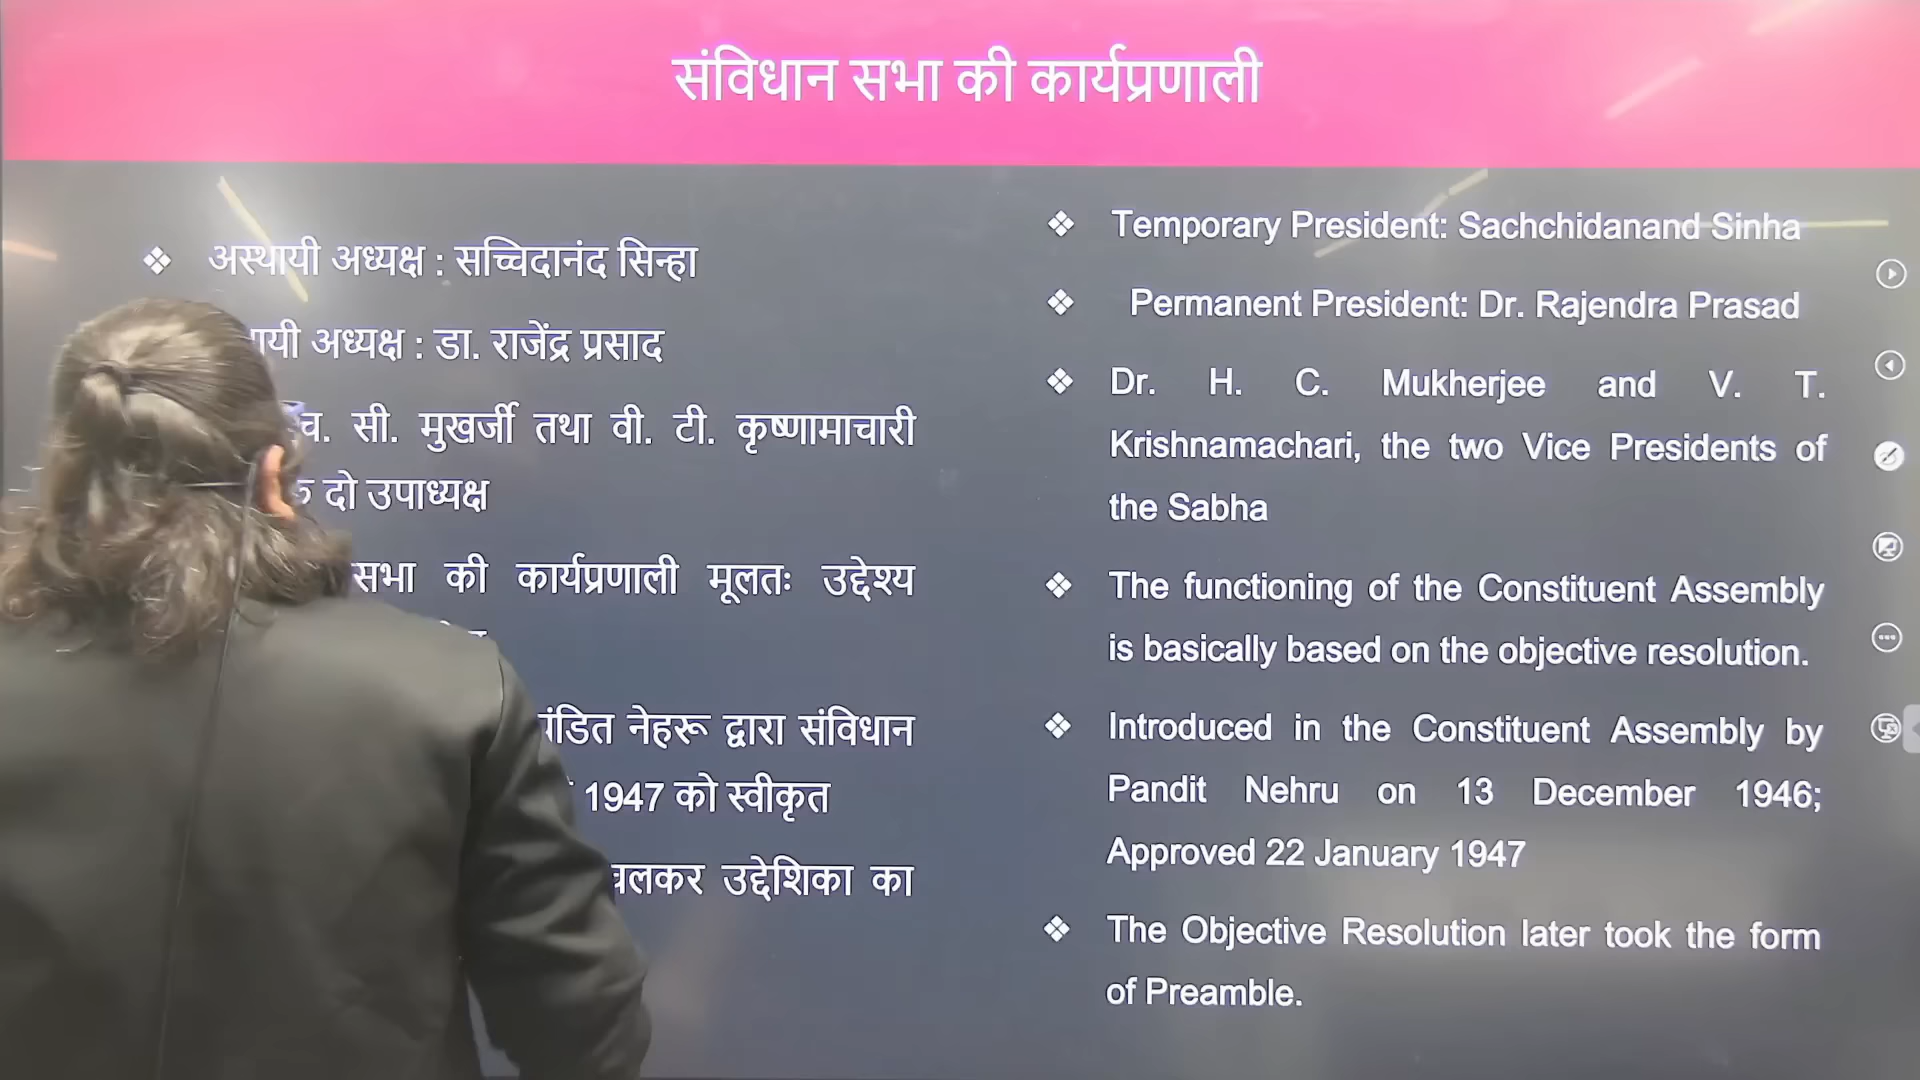 संविधान सभा की कार्यप्रणाली
❖ अस्थायी अध्यक्ष : सच्चिदानंद सिन्हा
अध्यक्ष : डा. राजेंद्र प्रसाद
सी. मुखर्जी तथा वी. टी. कृष्णामाचारी
दो उपाध्यक्ष
सभा की कार्यप्रणाली मूलतः उद्देश्य
नेहरू द्वारा संविधान
1947 को स्वीकृत
उद्देशिका का
❖ Temporary President: Sachchidanand Sinha
❖ Permanent President: Dr. Rajendra Prasad
❖ Dr. H. C. Mukherjee and V. T.
Krishnamachari, the two Vice Presidents of
the Sabha
❖ The functioning of the Constituent Assembly
is basically based on the objective resolution.
❖ Introduced in the Constituent Assembly by
Pandit Nehru on 13 December 1946;
Approved 22 January 1947
❖ The Objective Resolution later took the form
of Preamble.